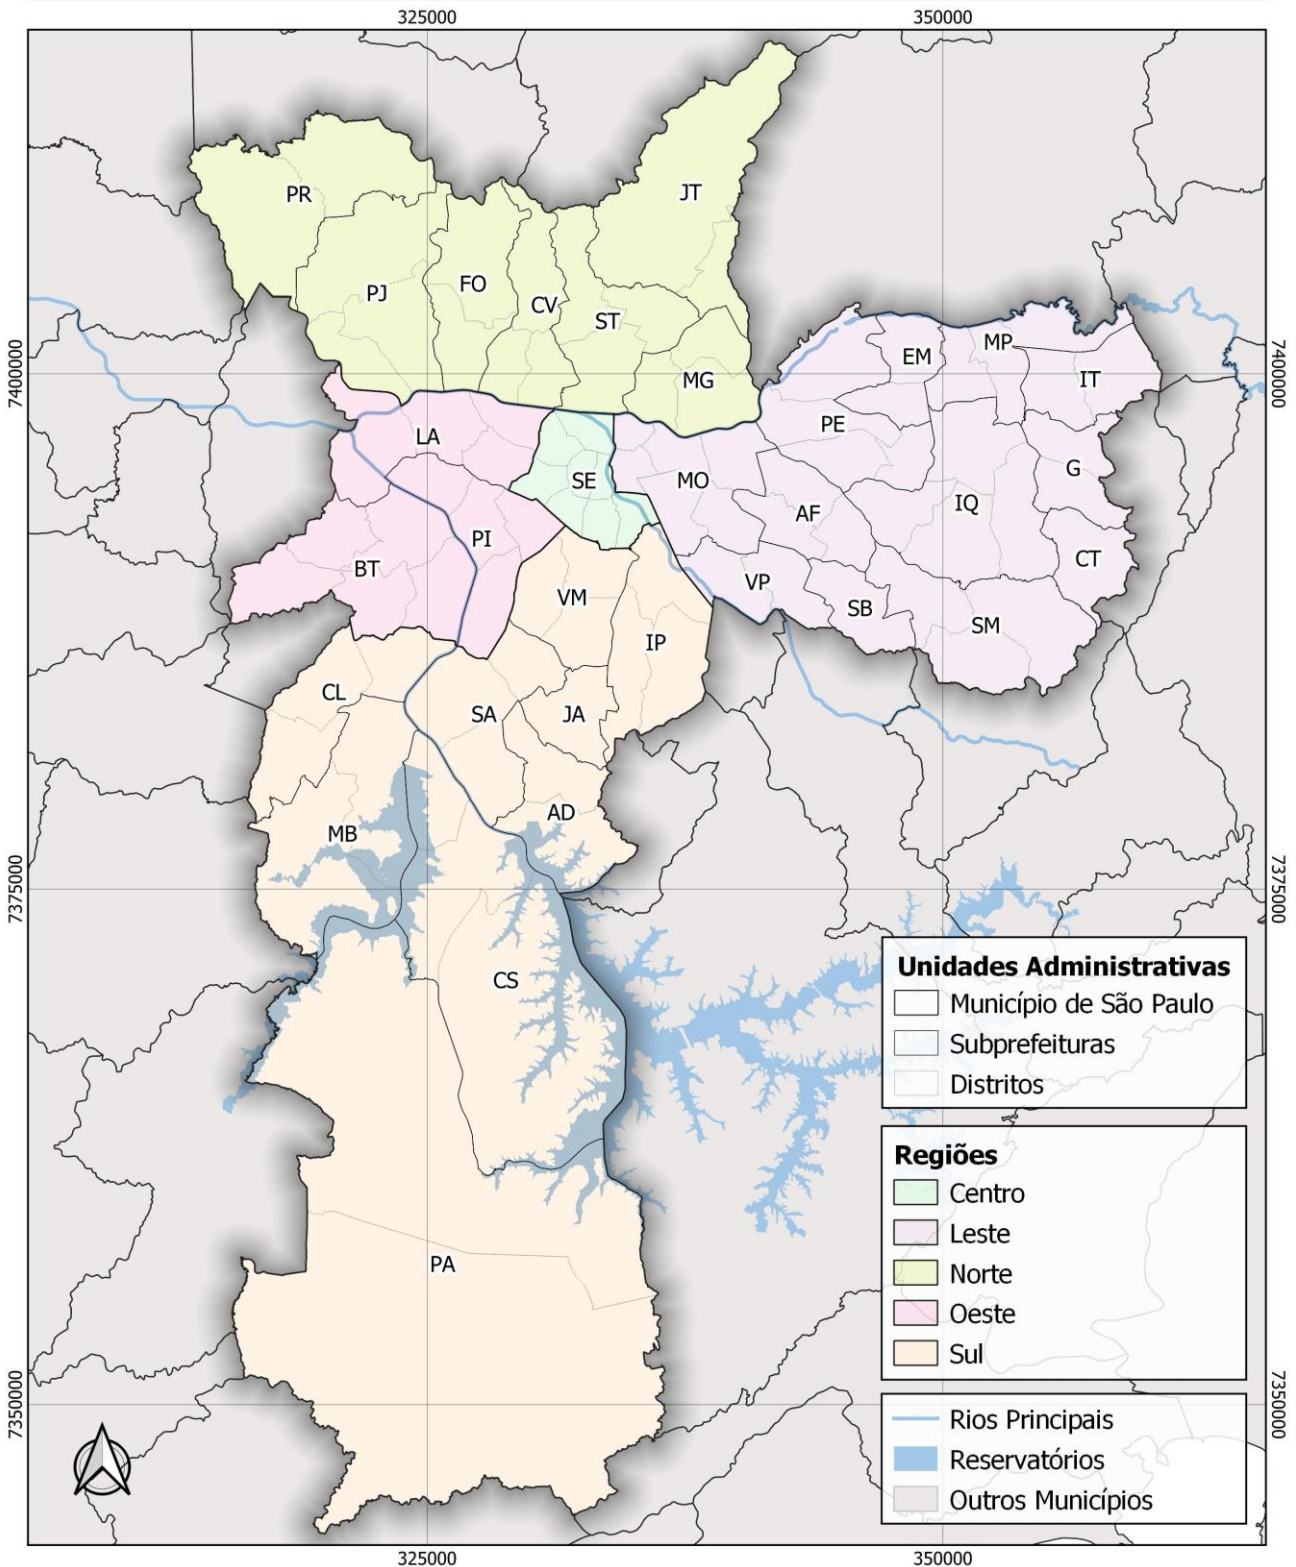 325000
350000
PR
JT
PJ
FO
CV
ST
MG
EM
MP
IT
7400000
7400000
LA
PE
SE
MO
G
IQ
AF
PI
BT
VP
CT
VM
SB
SM
IP
CL
SA
JA
AD
MB
7375000
7375000
CS
PA
Unidades Administrativas
Município de São Paulo
Subprefeituras
Distritos
Regiões
Centro
Leste
Norte
Oeste
Sul
7350000
7350000
Rios Principais
Reservatórios
Outros Municípios
325000
350000